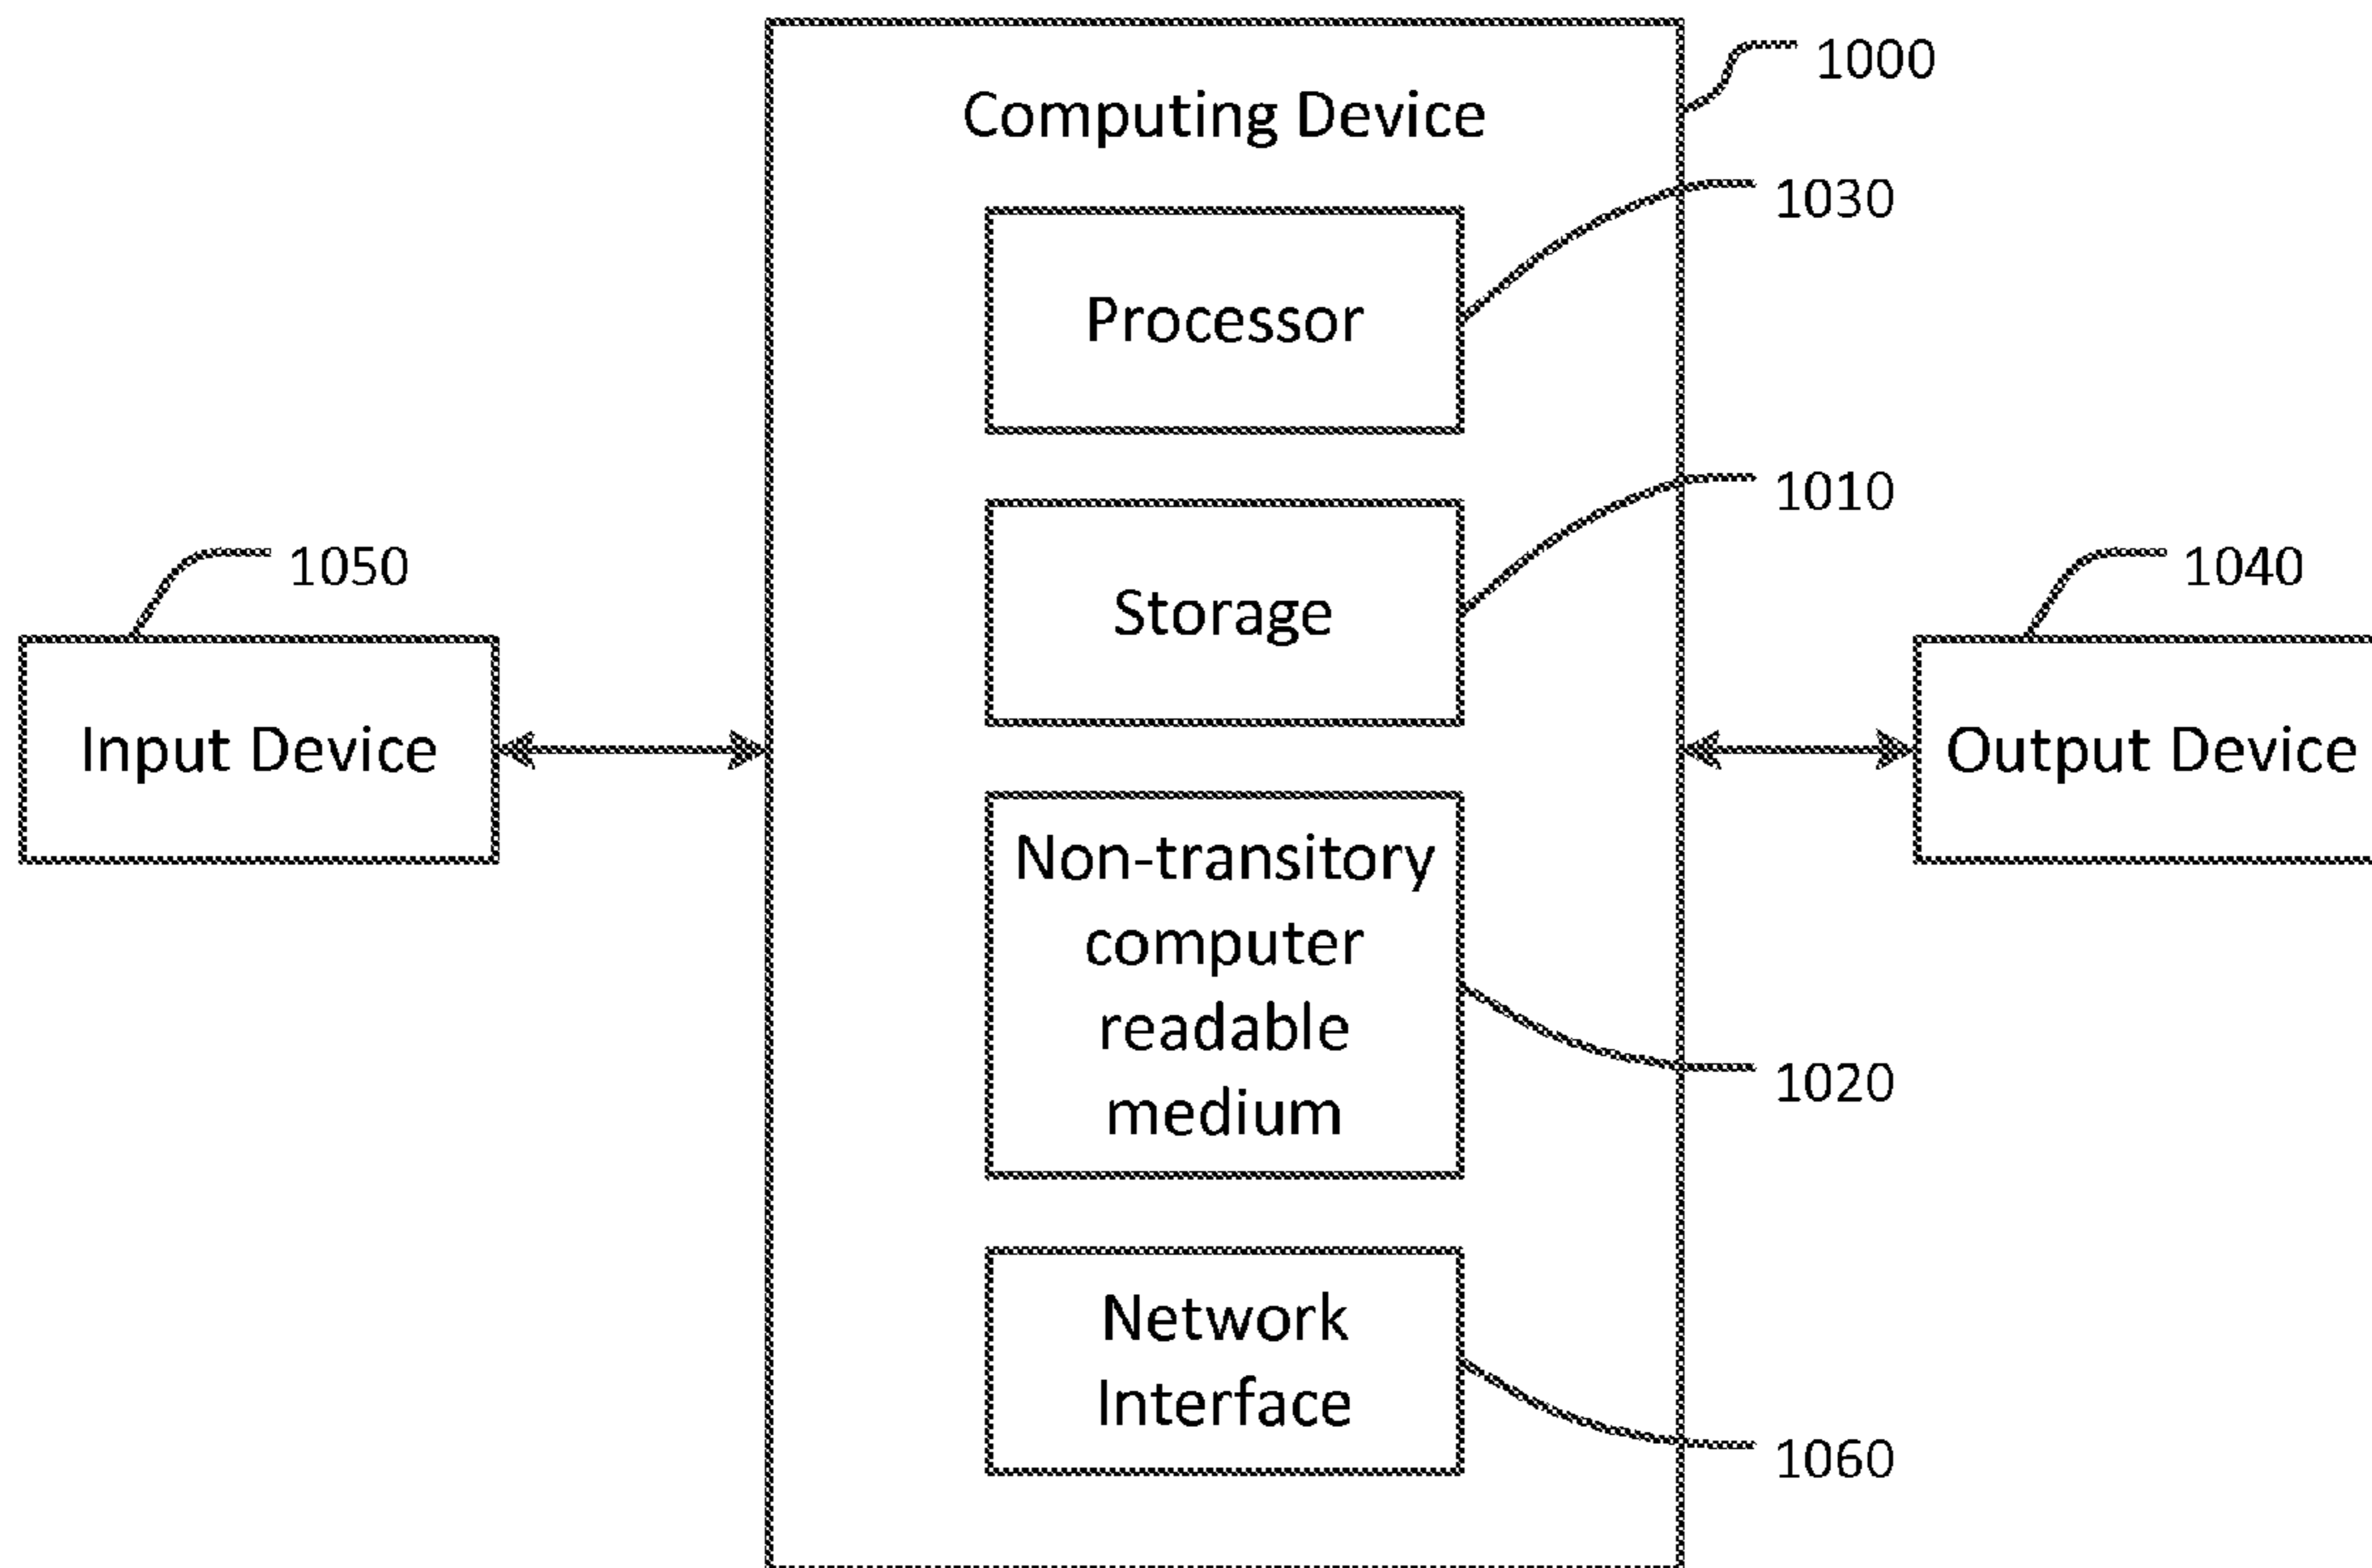 1000
Computing Device
1030
Processor
1010
Storage
1050
Input Device
1040
Output Device
Non-transitory
computer
readable
medium
1020
Network
Interface
1060